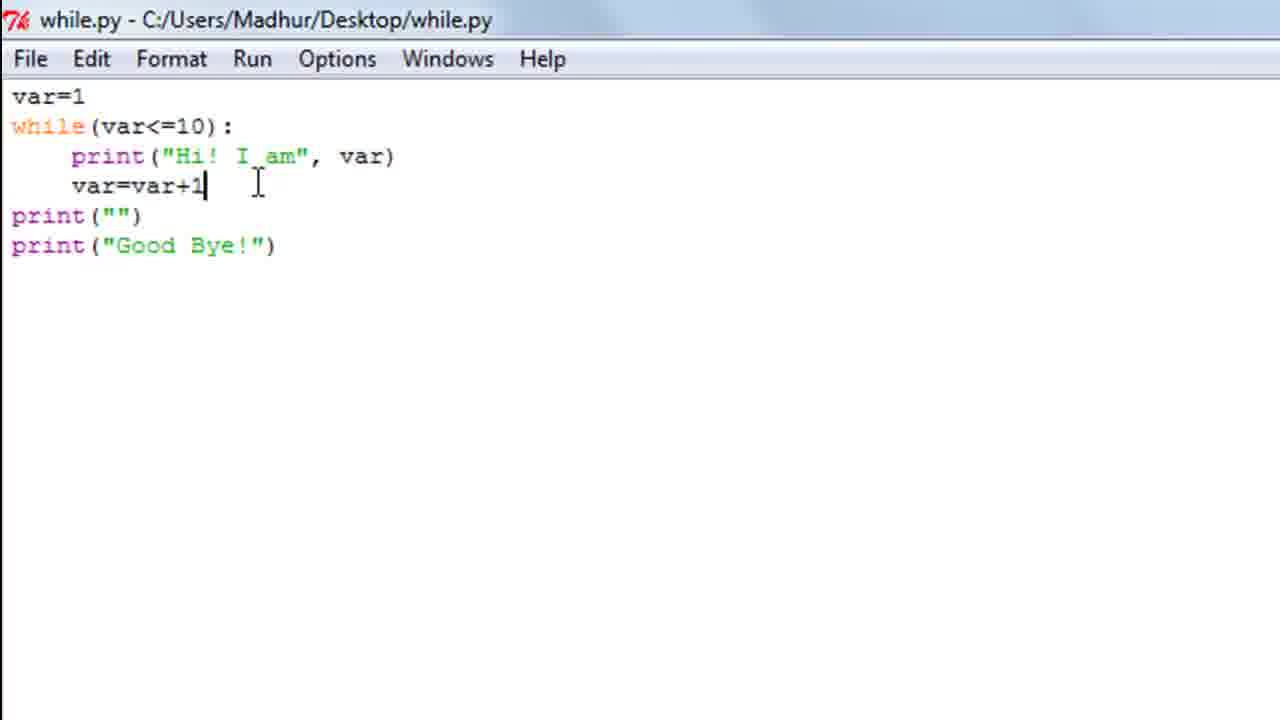 while.py - C:/Users/Madhur/Desktop/while.py
File Edit Format Run Options Windows Help
var=1
while(var<=10):
    print("Hi! I am", var)
    var=var+1
print("")
print("Good Bye!")